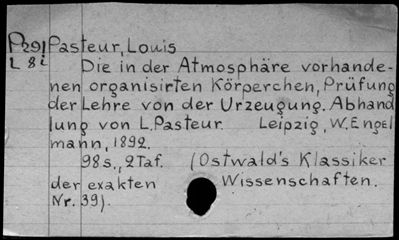 P291 Pasteur, Louis
L 8i Die in der Atmosphäre vorhande-
nen organisirten Körperchen, Prüfung
der Lehre von der Urzeugung. Abhand
lung von L. Pasteur. Leipzig, W. Engel
mann, 1892.
98 s., 2 Taf. (Ostwald's Klassiker
der exakten Wissenschaften.
Nr. 39).